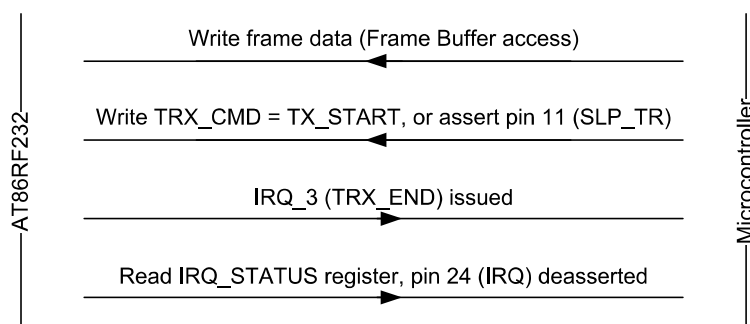 Write frame data (Frame Buffer access)
Write TRX_CMD = TX_START, or assert pin 11 (SLP_TR)
IRQ_3 (TRX_END) issued
Read IRQ_STATUS register, pin 24 (IRQ) deasserted
AT86RF232
Microcontroller